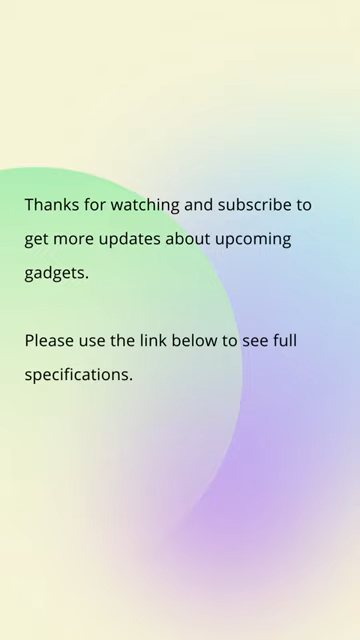 Thanks for watching and subscribe to
get more updates about upcoming
gadgets.
Please use the link below to see full
specifications.